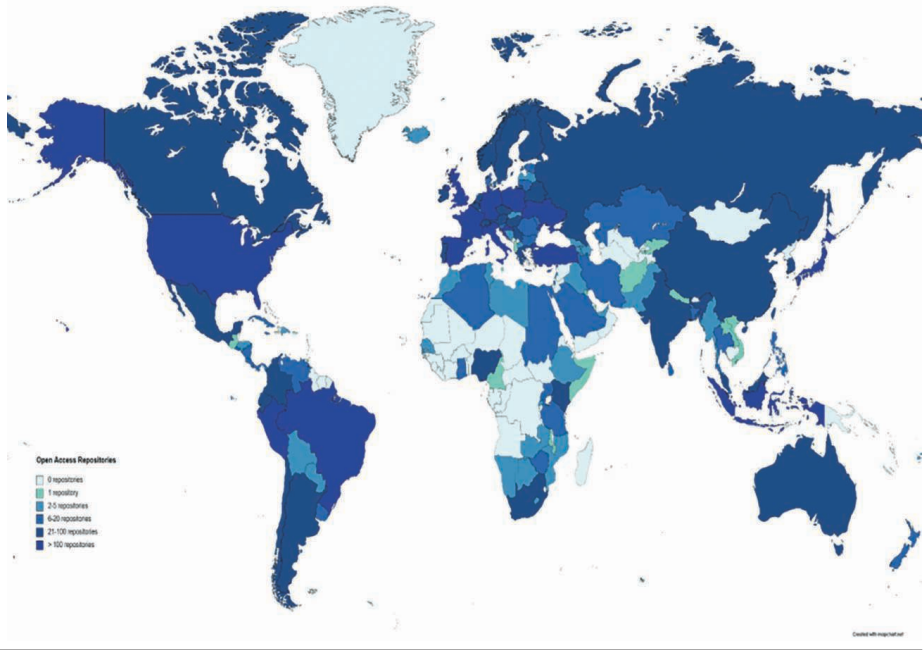 Open Access Repositories
0 repositories
1 repository
2-5 repositories
6-20 repositories
21-100 repositories
> 100 repositories
Created with mapchart.net